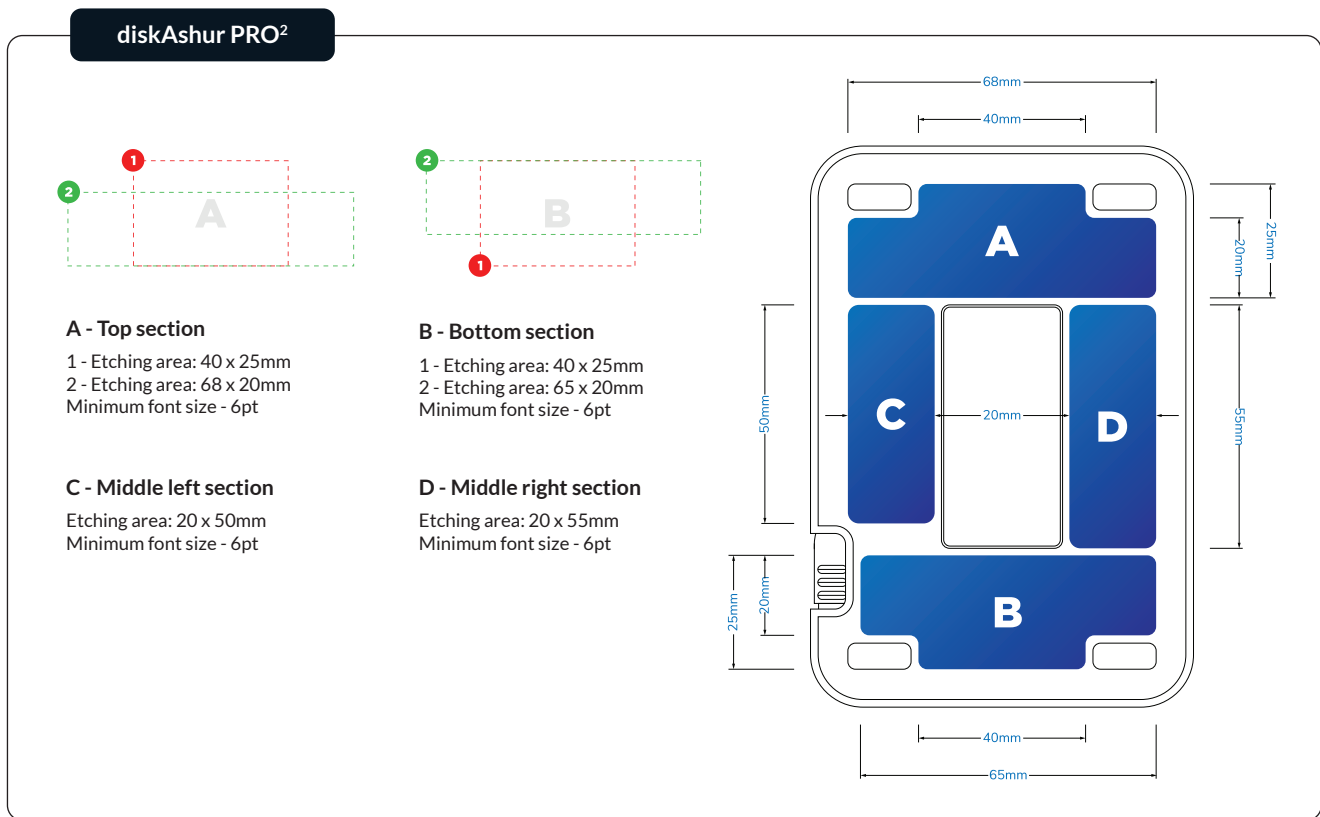 diskAshur PRO²
1
2
A
2
B
1
A - Top section
1 - Etching area: 40 x 25mm
2 - Etching area: 68 x 20mm
Minimum font size - 6pt
B - Bottom section
1 - Etching area: 40 x 25mm
2 - Etching area: 65 x 20mm
Minimum font size - 6pt
C - Middle left section
Etching area: 20 x 50mm
Minimum font size - 6pt
D - Middle right section
Etching area: 20 x 55mm
Minimum font size - 6pt
68mm
40mm
A
20mm
25mm
50mm
C
20mm
D
55mm
25mm
20mm
B
40mm
65mm